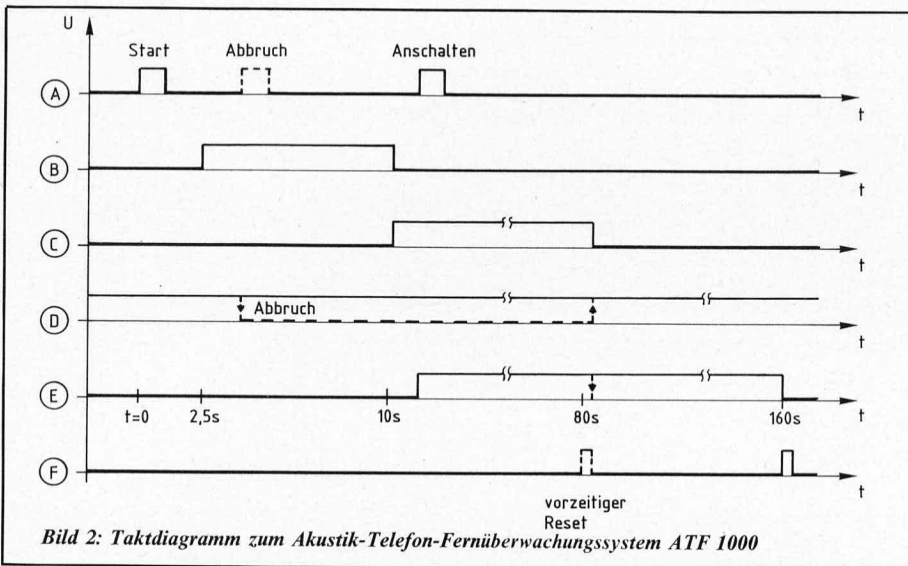 U
Start Abbruch Anschalten
A
t
B
t
C
t
Abbruch
D
t
E
t=0 2,5s 10s 80s 160s t
F
t
vorzeitiger
Reset
Bild 2: Taktdiagramm zum Akustik-Telefon-Fernüberwachungssystem ATF 1000